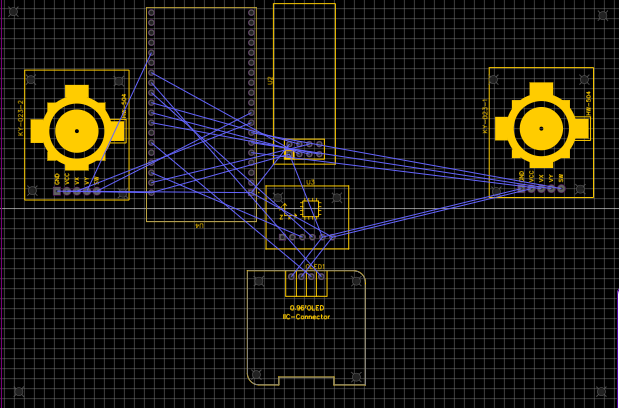 KY-023-2
HW-504
GND
VCC
VX
VY
SW
U2
U4
U3
Z
OLED1
0.96'OLED
IIC-Connector
KY-023-1
HW-504
GND
VCC
VX
VY
SW